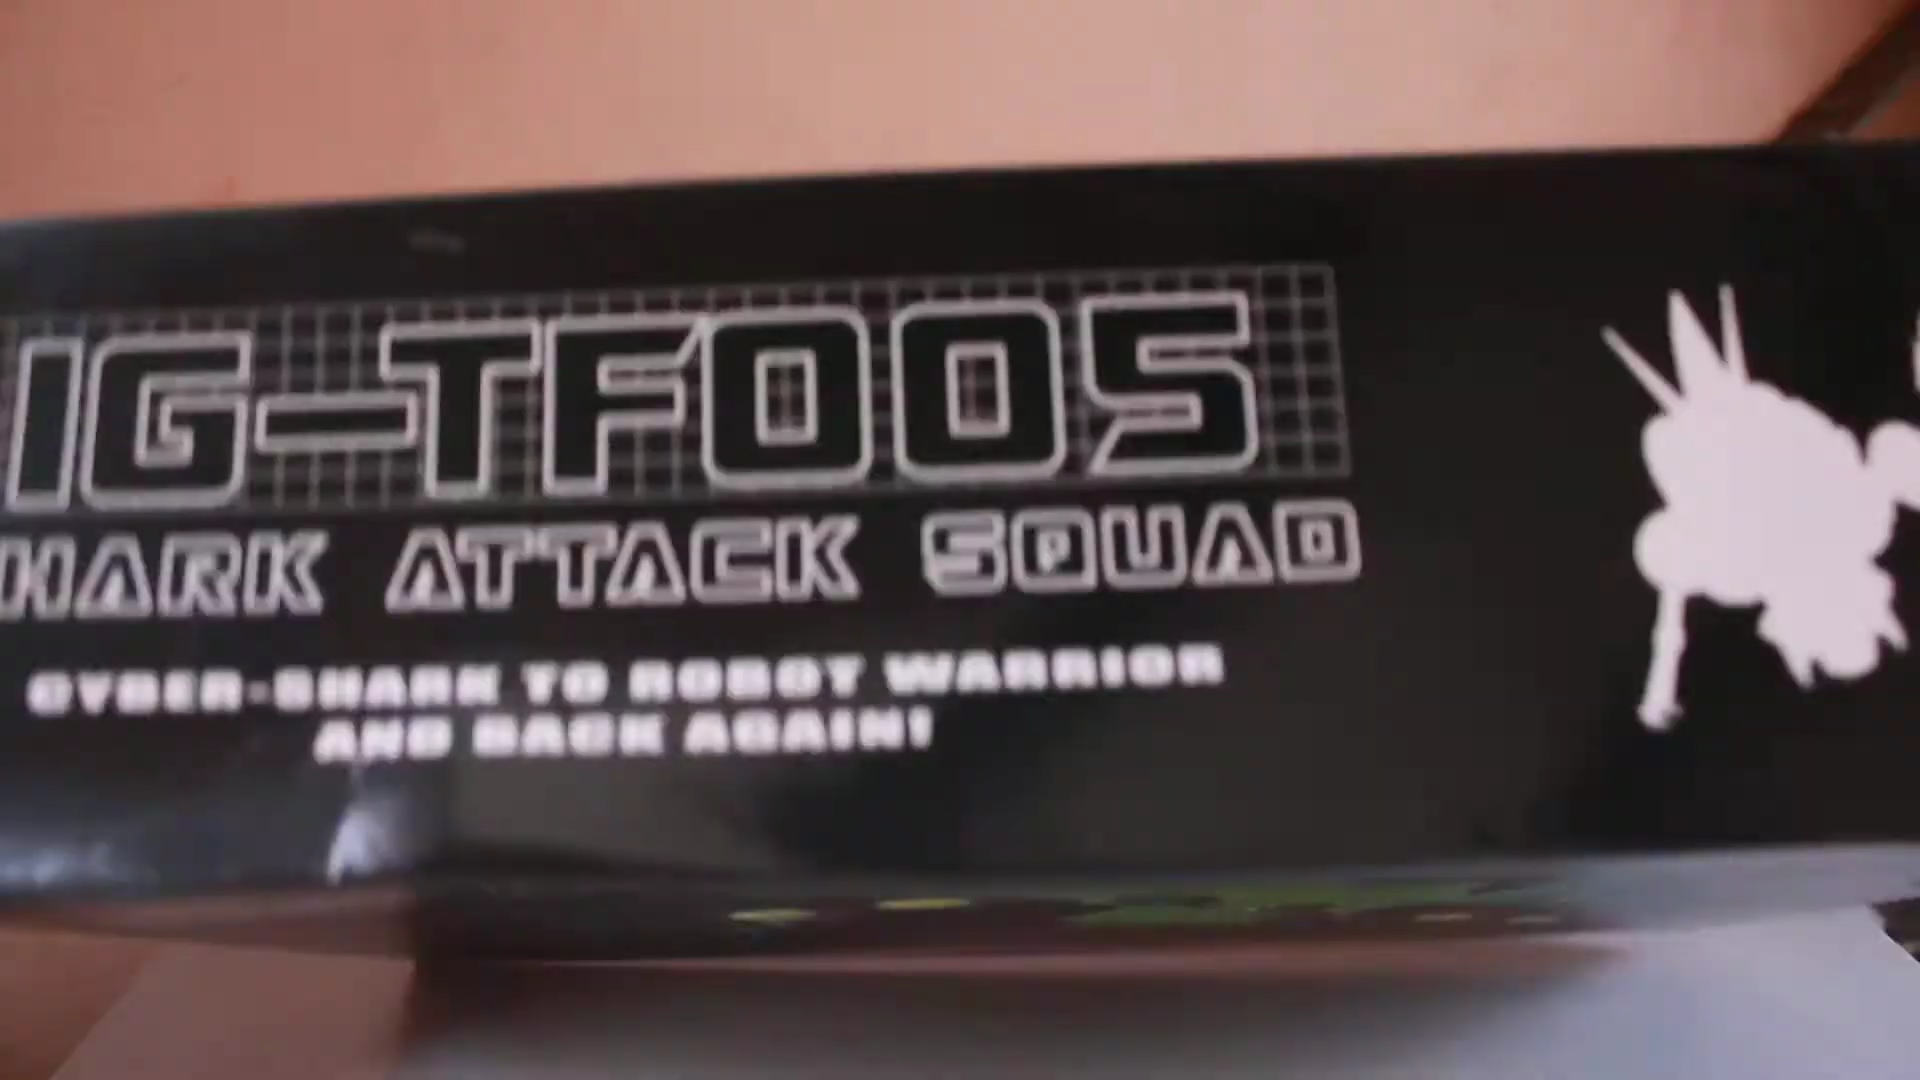 IG-TF005
HARK ATTACK SQUAD
CYBER-SHARK TO ROBOT WARRIOR
AND BACK AGAIN!